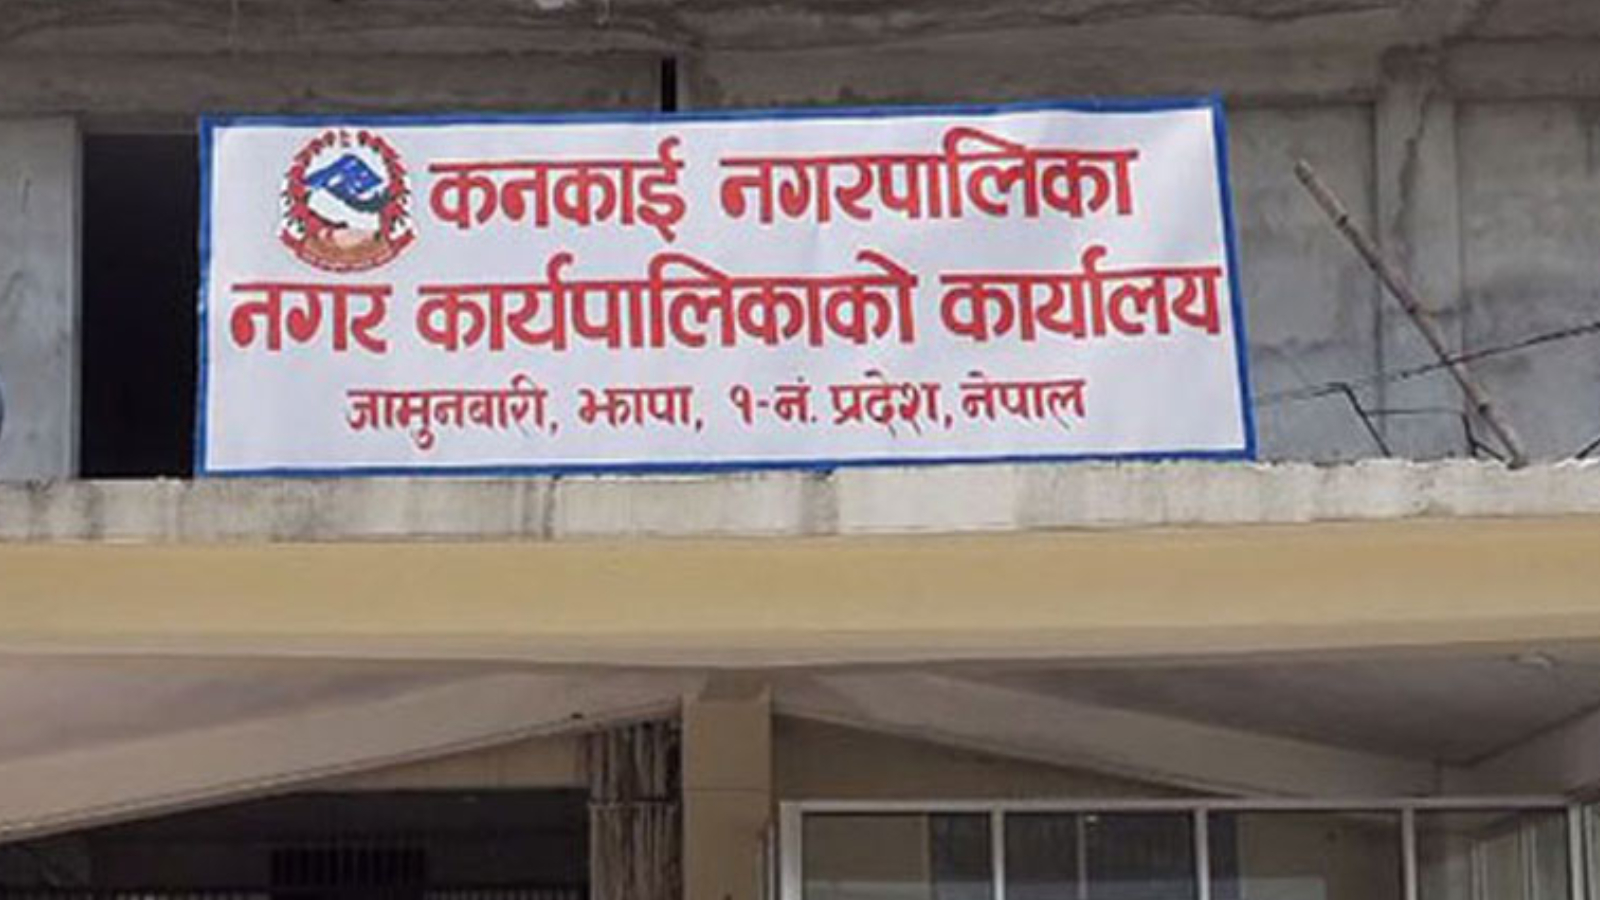 कनकाई नगरपालिका
नगर कार्यपालिकाको कार्यालय
जामुनबारी, झापा, १-नं. प्रदेश, नेपाल